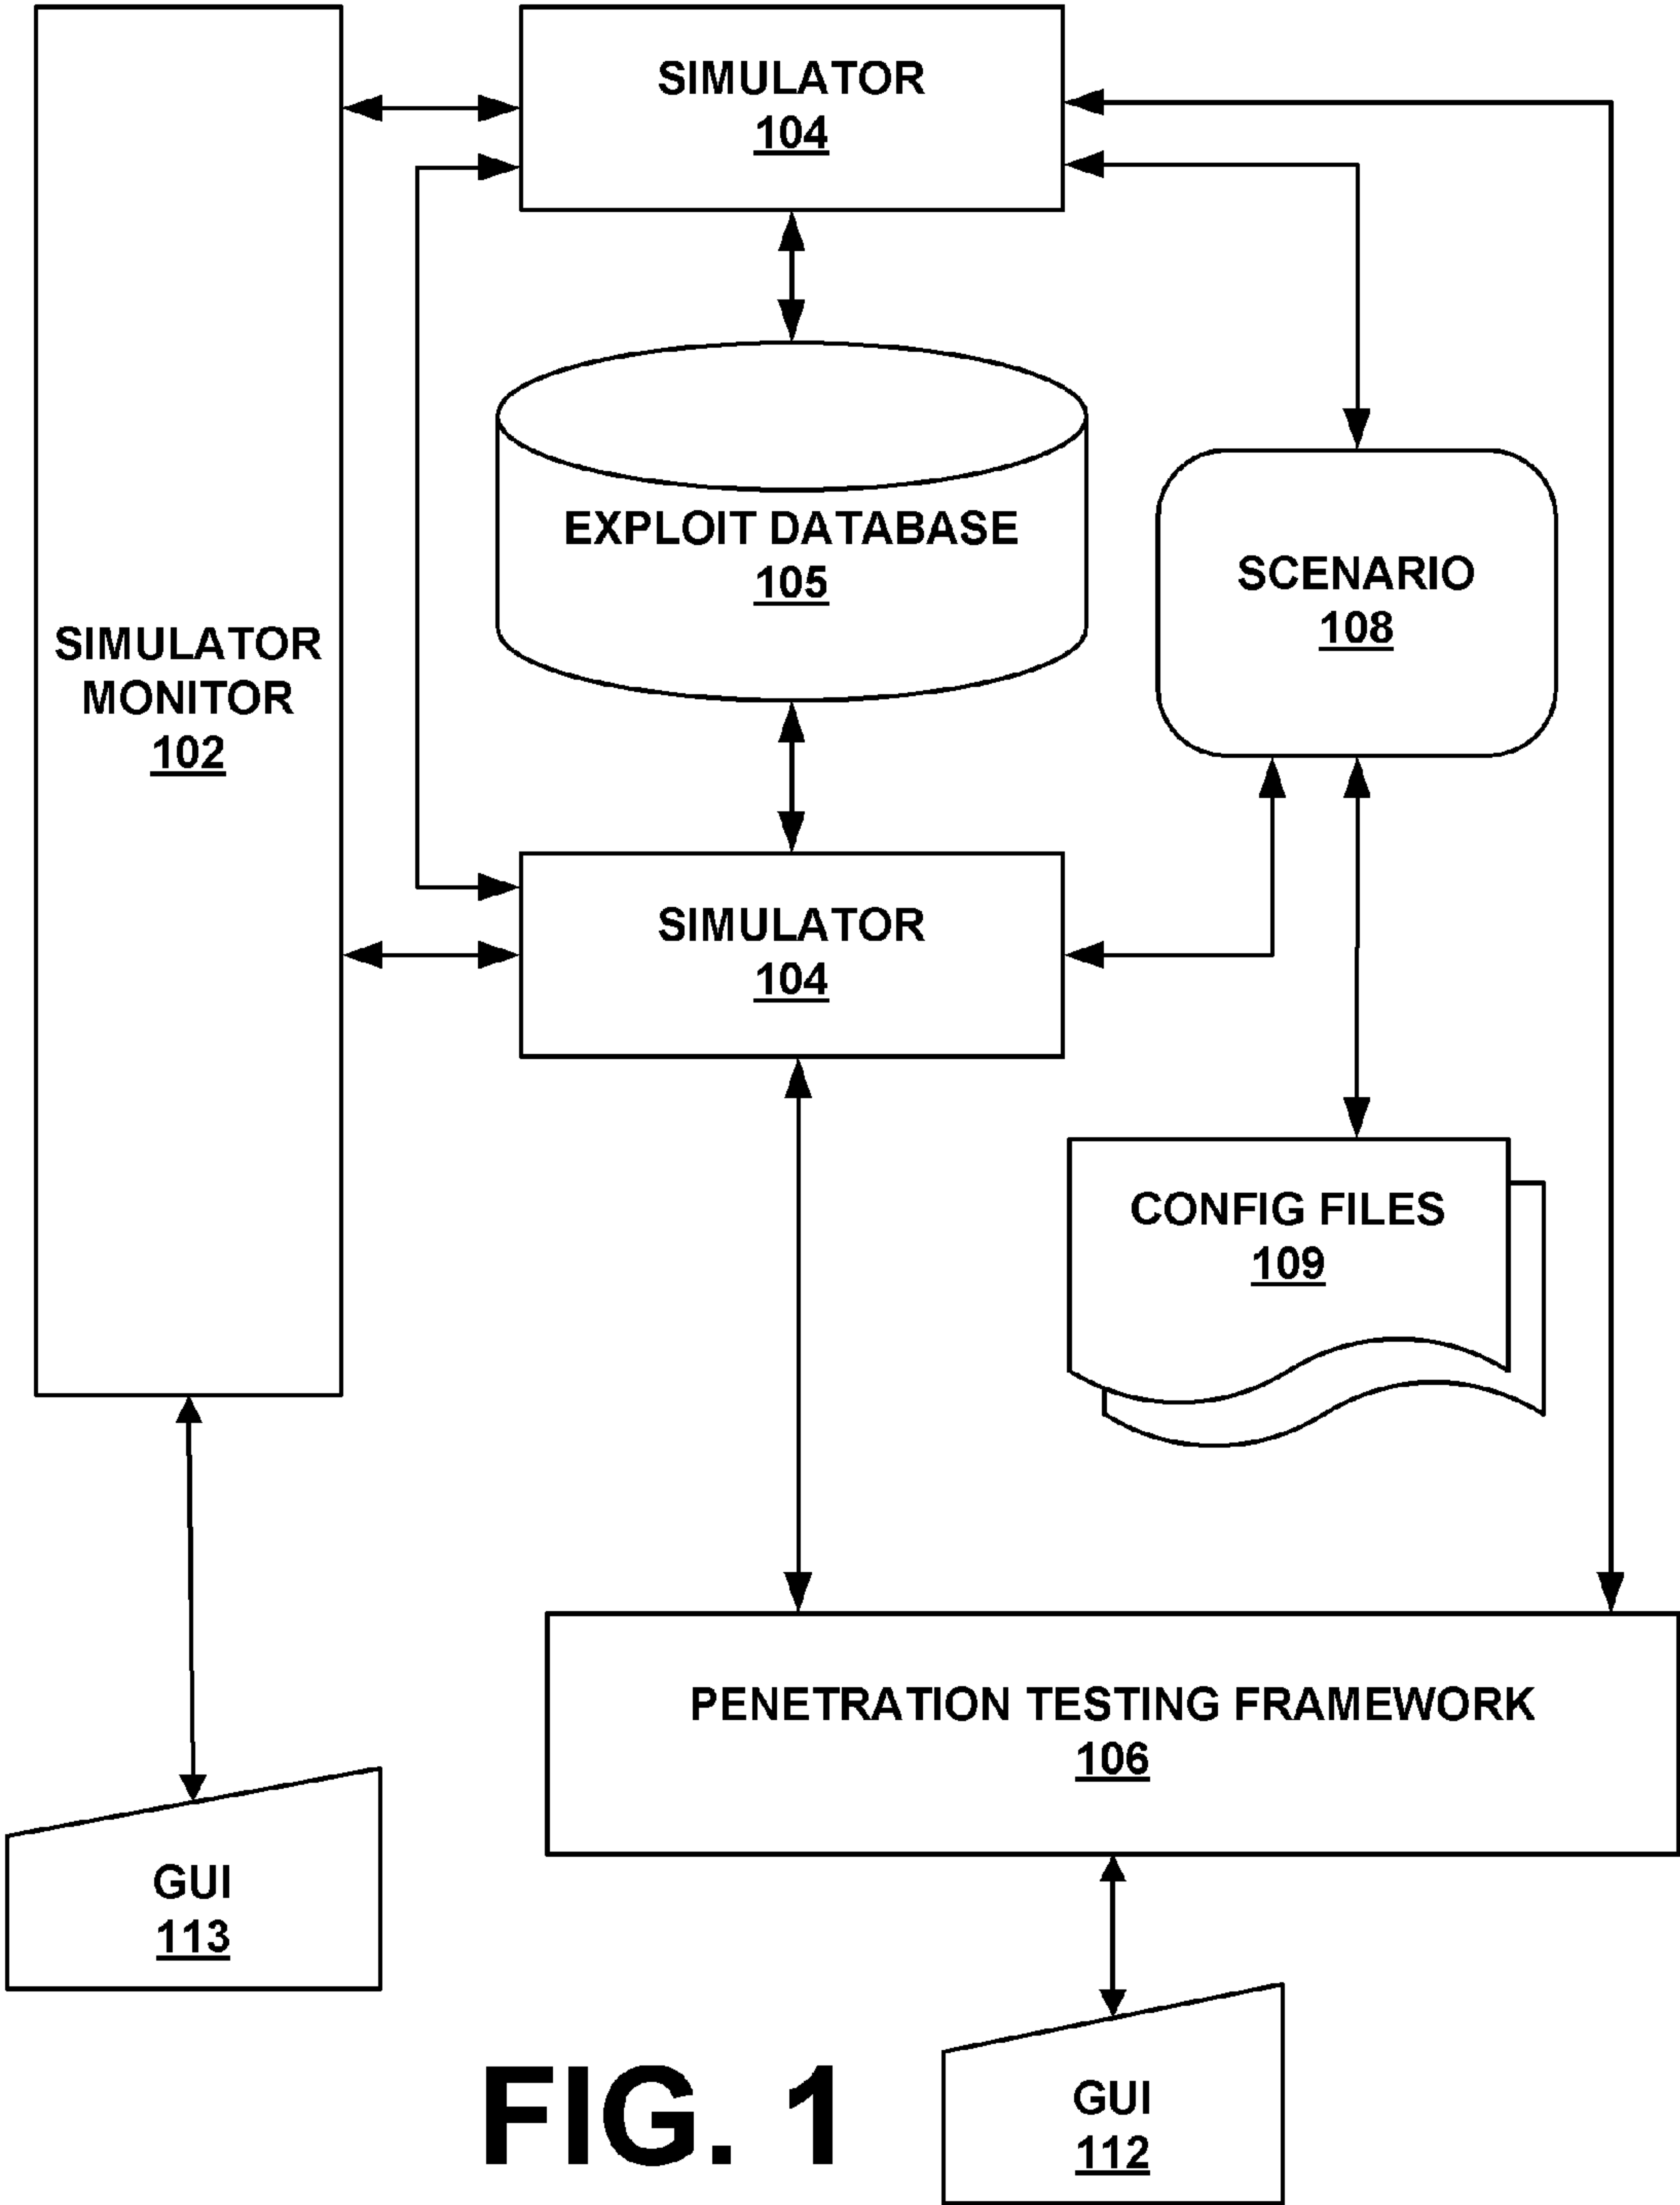 SIMULATOR
104
EXPLOIT DATABASE
105
SCENARIO
108
SIMULATOR
MONITOR
102
SIMULATOR
104
CONFIG FILES
109
PENETRATION TESTING FRAMEWORK
106
GUI
113
GUI
112
FIG. 1